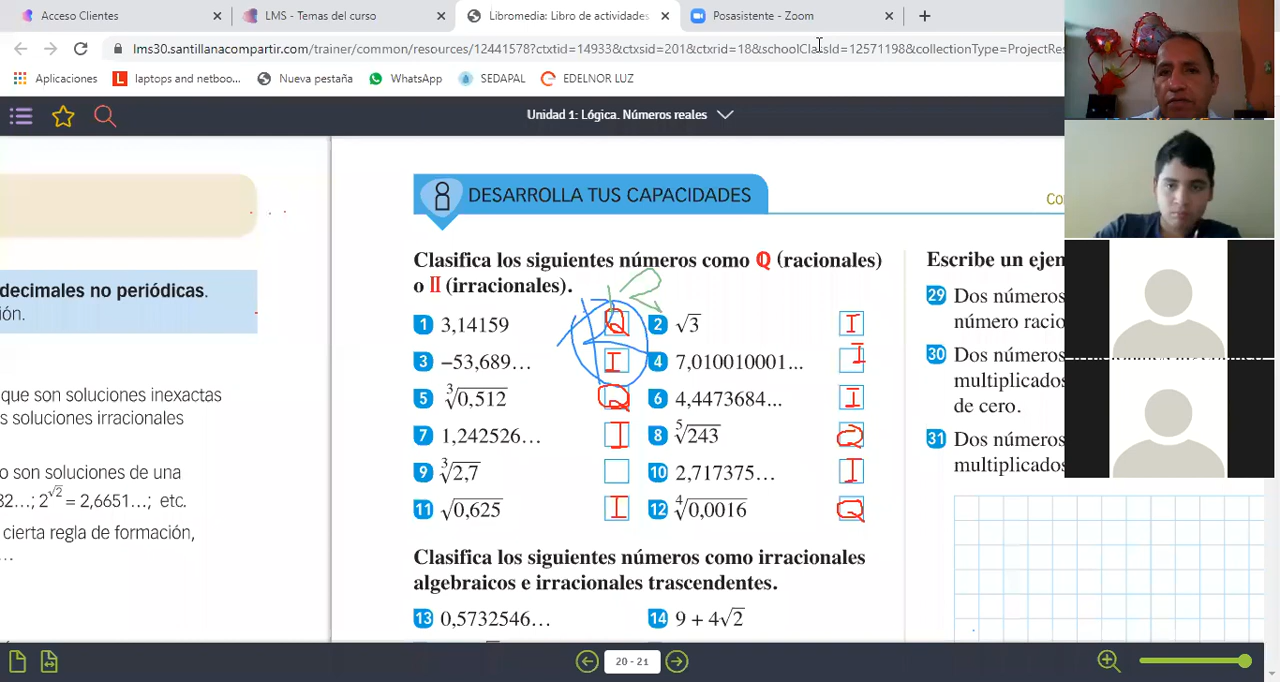 Acceso Clientes
LMS - Temas del curso
Libromedia: Libro de actividades
Posasistente - Zoom
lms30.santillanacompartir.com/trainer/common/resources/12441578?ctxtid=14933&ctxsid=201&ctxrid=18&schoolClassId=12571198&collectionType=ProjectRes
Aplicaciones
laptops and netboo...
Nueva pestaña
WhatsApp
SEDAPAL
EDELNOR LUZ
Unidad 1: Lógica. Números reales
decimales no periódicas.
ión.
que son soluciones inexactas
s soluciones irracionales
o son soluciones de una
32...; 2^√2 = 2,6651...; etc.
cierta regla de formación,
DESARROLLA TUS CAPACIDADES
Co
Clasifica los siguientes números como ℚ (racionales)
o 𝕀 (irracionales).
1 3,14159 Q 2 √3 I
3 −53,689... I 4 7,010010001... I
5 ∛0,512 Q 6 4,4473684... I
7 1,242526... I 8 ⁵√243 Q
9 ∛2,7 10 2,717375... I
11 √0,625 I 12 ⁴√0,0016 Q
Clasifica los siguientes números como irracionales
algebraicos e irracionales trascendentes.
13 0,5732546... 14 9 + 4√2
Escribe un ejen
29 Dos números
número racio
30 Dos números
multiplicados
de cero.
31 Dos números
multiplicados
20 - 21